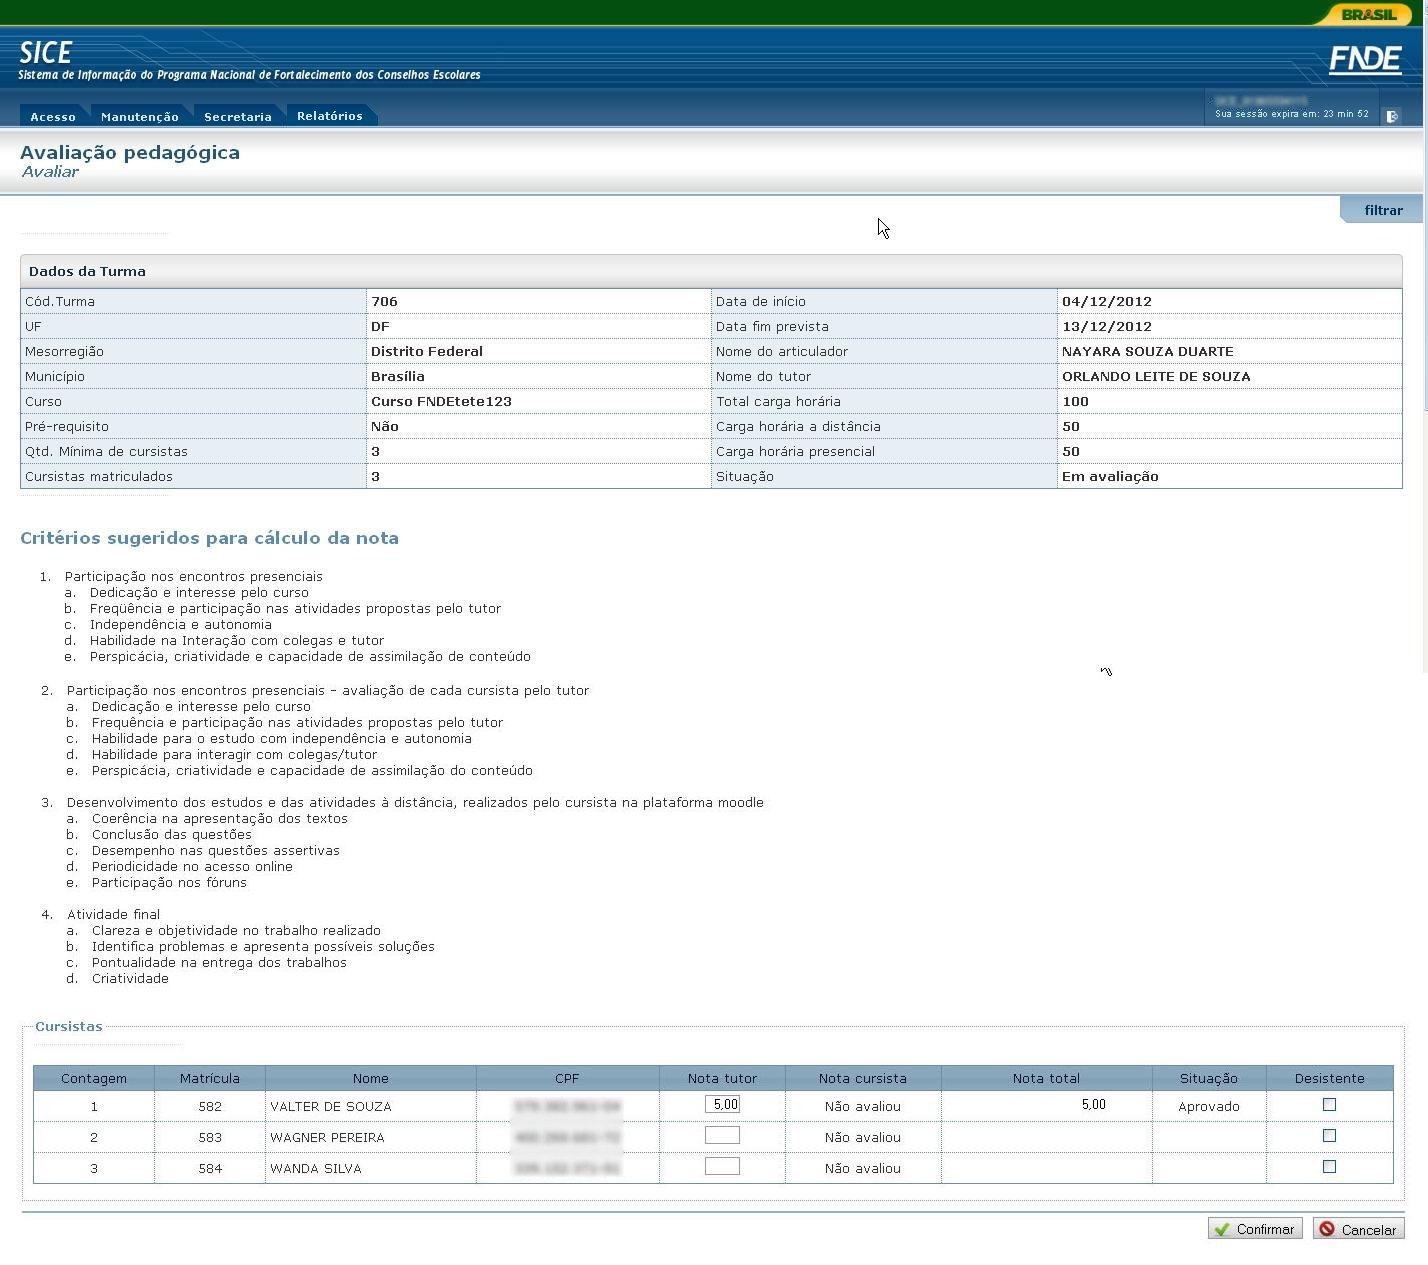 BRASIL
SICE
Sistema de Informação do Programa Nacional de Fortalecimento dos Conselhos Escolares
FNDE
Acesso Manutenção Secretaria Relatórios
Sua sessão expira em: 23 min 52
Avaliação pedagógica
Avaliar
filtrar
Dados da Turma
Cód.Turma 706 Data de início 04/12/2012
UF DF Data fim prevista 13/12/2012
Mesorregião Distrito Federal Nome do articulador NAYARA SOUZA DUARTE
Município Brasília Nome do tutor ORLANDO LEITE DE SOUZA
Curso Curso FNDEtete123 Total carga horária 100
Pré-requisito Não Carga horária a distância 50
Qtd. Mínima de cursistas 3 Carga horária presencial 50
Cursistas matriculados 3 Situação Em avaliação
Critérios sugeridos para cálculo da nota
1. Participação nos encontros presenciais
a. Dedicação e interesse pelo curso
b. Freqüência e participação nas atividades propostas pelo tutor
c. Independência e autonomia
d. Habilidade na Interação com colegas e tutor
e. Perspicácia, criatividade e capacidade de assimilação de conteúdo
2. Participação nos encontros presenciais - avaliação de cada cursista pelo tutor
a. Dedicação e interesse pelo curso
b. Frequência e participação nas atividades propostas pelo tutor
c. Habilidade para o estudo com independência e autonomia
d. Habilidade para interagir com colegas/tutor
e. Perspicácia, criatividade e capacidade de assimilação do conteúdo
3. Desenvolvimento dos estudos e das atividades à distância, realizados pelo cursista na plataforma moodle
a. Coerência na apresentação dos textos
b. Conclusão das questões
c. Desempenho nas questões assertivas
d. Periodicidade no acesso online
e. Participação nos fóruns
4. Atividade final
a. Clareza e objetividade no trabalho realizado
b. Identifica problemas e apresenta possíveis soluções
c. Pontualidade na entrega dos trabalhos
d. Criatividade
Cursistas
Contagem Matrícula Nome CPF Nota tutor Nota cursista Nota total Situação Desistente
1 582 VALTER DE SOUZA 5,00 Não avaliou 5,00 Aprovado
2 583 WAGNER PEREIRA Não avaliou
3 584 WANDA SILVA Não avaliou
Confirmar Cancelar